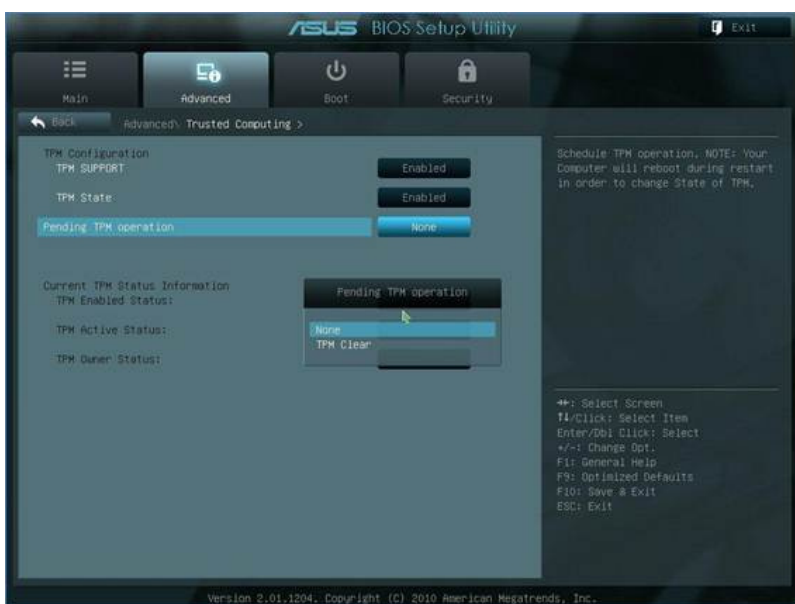 ASUS BIOS Setup Utility
Exit
Main
Advanced
Boot
Security
Back
Advanced\ Trusted Computing >
TPM Configuration
TPM SUPPORT
Enabled
TPM State
Enabled
Pending TPM operation
None
Current TPM Status Information
TPM Enabled Status:
TPM Active Status:
TPM Owner Status:
Pending TPM operation
None
TPM Clear
Schedule TPM operation. NOTE: Your
Computer will reboot during restart
in order to change State of TPM.
→←: Select Screen
↑↓/Click: Select Item
Enter/Dbl Click: Select
+/-: Change Opt.
F1: General Help
F9: Optimized Defaults
F10: Save & Exit
ESC: Exit
Version 2.01.1204. Copyright (C) 2010 American Megatrends, Inc.